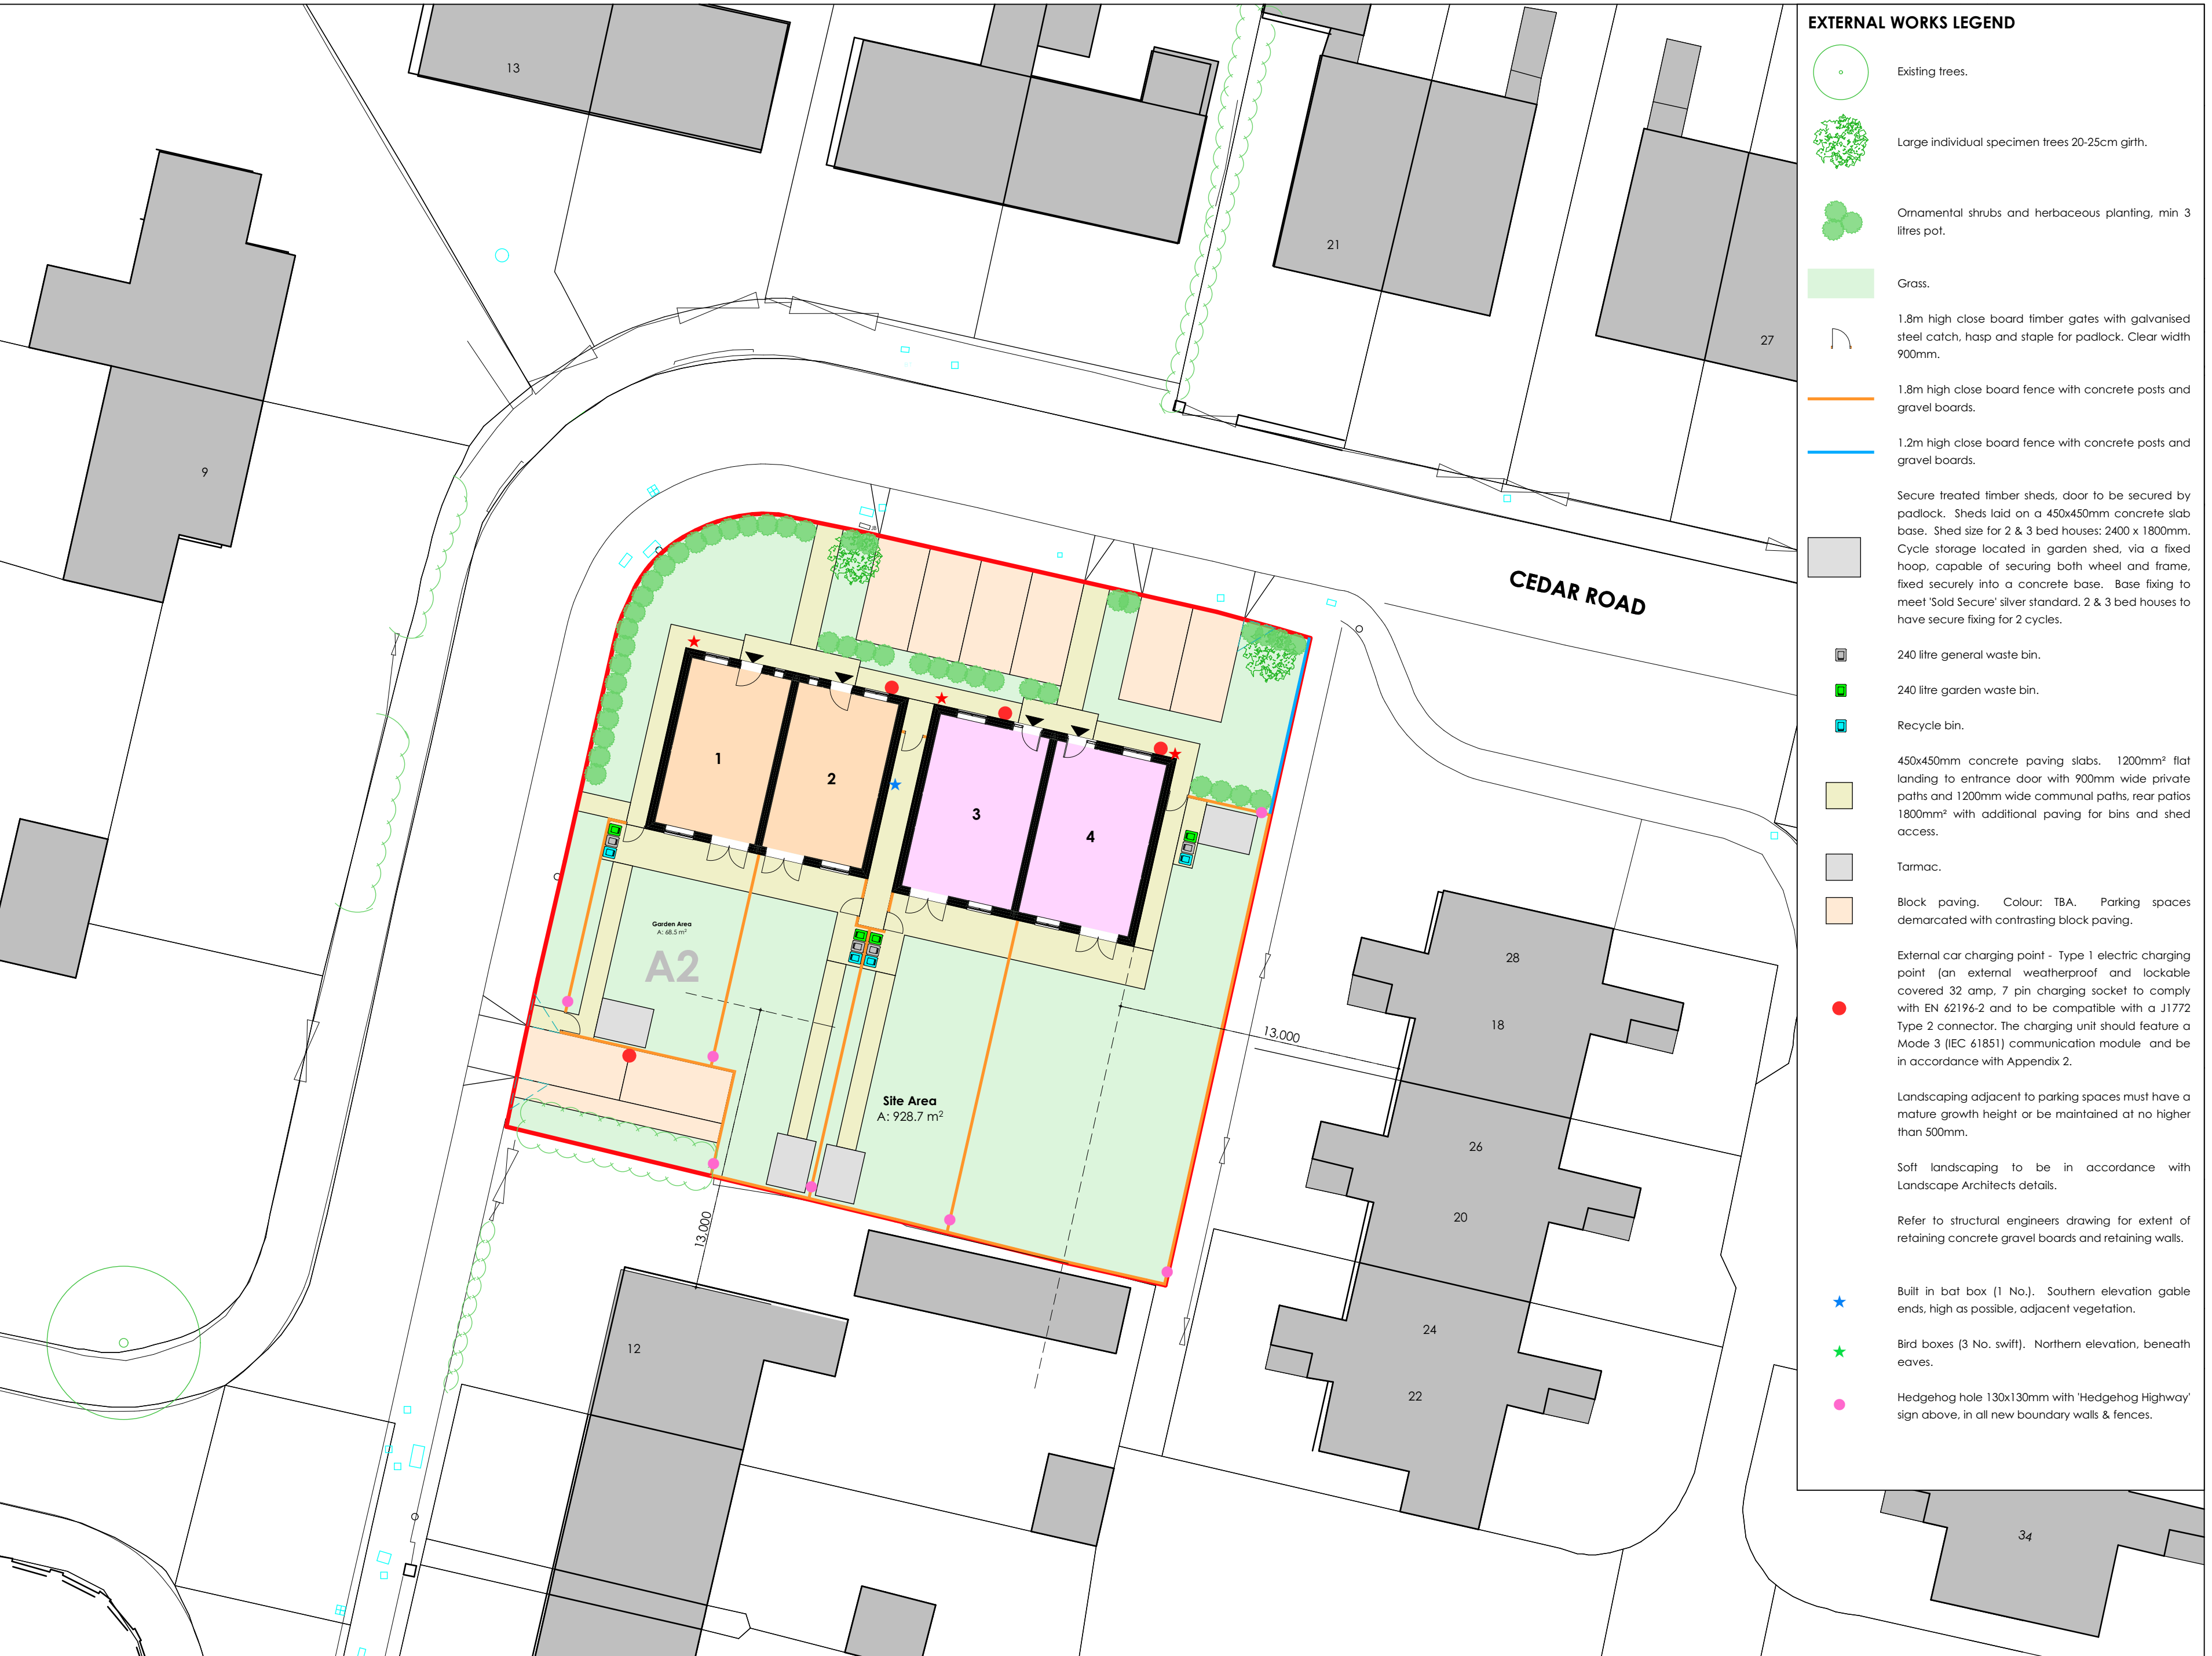 13
9
21
27
CEDAR ROAD
1
2
3
4
Garden Area
A: 68.5 m²
A2
Site Area
A: 928.7 m²
13,000
13,000
12
28
18
26
20
24
22
34
EXTERNAL WORKS LEGEND
Existing trees.
Large individual specimen trees 20-25cm girth.
Ornamental shrubs and herbaceous planting, min 3
litres pot.
Grass.
1.8m high close board timber gates with galvanised
steel catch, hasp and staple for padlock. Clear width
900mm.
1.8m high close board fence with concrete posts and
gravel boards.
1.2m high close board fence with concrete posts and
gravel boards.
Secure treated timber sheds, door to be secured by
padlock. Sheds laid on a 450x450mm concrete slab
base. Shed size for 2 & 3 bed houses: 2400 x 1800mm.
Cycle storage located in garden shed, via a fixed
hoop, capable of securing both wheel and frame,
fixed securely into a concrete base. Base fixing to
meet 'Sold Secure' silver standard. 2 & 3 bed houses to
have secure fixing for 2 cycles.
240 litre general waste bin.
240 litre garden waste bin.
Recycle bin.
450x450mm concrete paving slabs. 1200mm² flat
landing to entrance door with 900mm wide private
paths and 1200mm wide communal paths, rear patios
1800mm² with additional paving for bins and shed
access.
Tarmac.
Block paving. Colour: TBA. Parking spaces
demarcated with contrasting block paving.
External car charging point - Type 1 electric charging
point (an external weatherproof and lockable
covered 32 amp, 7 pin charging socket to comply
with EN 62196-2 and to be compatible with a J1772
Type 2 connector. The charging unit should feature a
Mode 3 (IEC 61851) communication module and be
in accordance with Appendix 2.
Landscaping adjacent to parking spaces must have a
mature growth height or be maintained at no higher
than 500mm.
Soft landscaping to be in accordance with
Landscape Architects details.
Refer to structural engineers drawing for extent of
retaining concrete gravel boards and retaining walls.
Built in bat box (1 No.). Southern elevation gable
ends, high as possible, adjacent vegetation.
Bird boxes (3 No. swift). Northern elevation, beneath
eaves.
Hedgehog hole 130x130mm with 'Hedgehog Highway'
sign above, in all new boundary walls & fences.